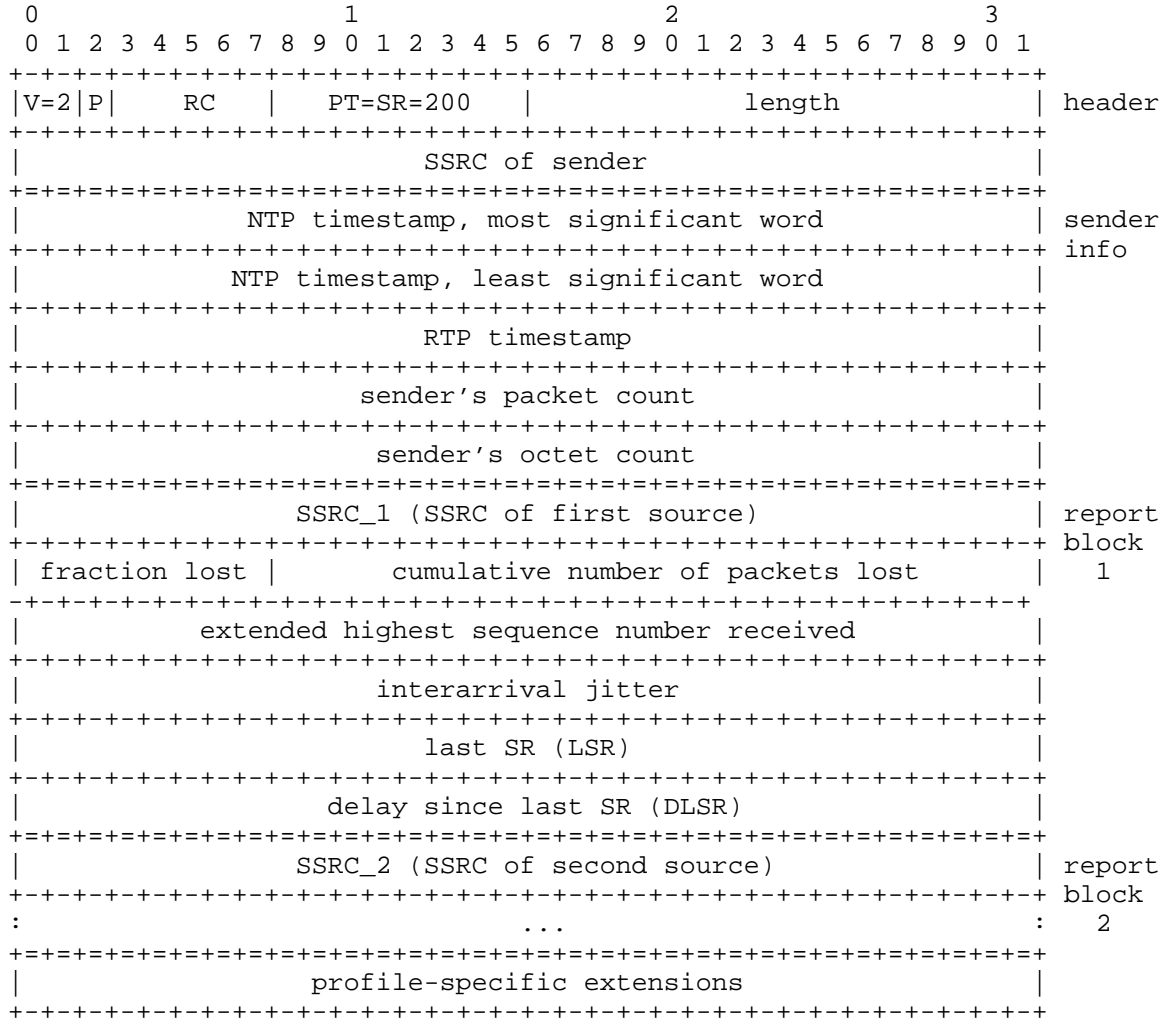 0                   1                   2                   3
 0 1 2 3 4 5 6 7 8 9 0 1 2 3 4 5 6 7 8 9 0 1 2 3 4 5 6 7 8 9 0 1
+-+-+-+-+-+-+-+-+-+-+-+-+-+-+-+-+-+-+-+-+-+-+-+-+-+-+-+-+-+-+-+-+
|V=2|P|    RC   |   PT=SR=200   |             length            | header
+-+-+-+-+-+-+-+-+-+-+-+-+-+-+-+-+-+-+-+-+-+-+-+-+-+-+-+-+-+-+-+-+
|                         SSRC of sender                        |
+=+=+=+=+=+=+=+=+=+=+=+=+=+=+=+=+=+=+=+=+=+=+=+=+=+=+=+=+=+=+=+=+
|              NTP timestamp, most significant word             | sender
+-+-+-+-+-+-+-+-+-+-+-+-+-+-+-+-+-+-+-+-+-+-+-+-+-+-+-+-+-+-+-+-+ info
|             NTP timestamp, least significant word             |
+-+-+-+-+-+-+-+-+-+-+-+-+-+-+-+-+-+-+-+-+-+-+-+-+-+-+-+-+-+-+-+-+
|                         RTP timestamp                         |
+-+-+-+-+-+-+-+-+-+-+-+-+-+-+-+-+-+-+-+-+-+-+-+-+-+-+-+-+-+-+-+-+
|                     sender’s packet count                     |
+-+-+-+-+-+-+-+-+-+-+-+-+-+-+-+-+-+-+-+-+-+-+-+-+-+-+-+-+-+-+-+-+
|                      sender’s octet count                     |
+=+=+=+=+=+=+=+=+=+=+=+=+=+=+=+=+=+=+=+=+=+=+=+=+=+=+=+=+=+=+=+=+
|                 SSRC_1 (SSRC of first source)                 | report
+-+-+-+-+-+-+-+-+-+-+-+-+-+-+-+-+-+-+-+-+-+-+-+-+-+-+-+-+-+-+-+-+ block
| fraction lost |       cumulative number of packets lost       |   1
-+-+-+-+-+-+-+-+-+-+-+-+-+-+-+-+-+-+-+-+-+-+-+-+-+-+-+-+-+-+-+-+
|           extended highest sequence number received           |
+-+-+-+-+-+-+-+-+-+-+-+-+-+-+-+-+-+-+-+-+-+-+-+-+-+-+-+-+-+-+-+-+
|                      interarrival jitter                      |
+-+-+-+-+-+-+-+-+-+-+-+-+-+-+-+-+-+-+-+-+-+-+-+-+-+-+-+-+-+-+-+-+
|                         last SR (LSR)                         |
+-+-+-+-+-+-+-+-+-+-+-+-+-+-+-+-+-+-+-+-+-+-+-+-+-+-+-+-+-+-+-+-+
|                   delay since last SR (DLSR)                  |
+=+=+=+=+=+=+=+=+=+=+=+=+=+=+=+=+=+=+=+=+=+=+=+=+=+=+=+=+=+=+=+=+
|                 SSRC_2 (SSRC of second source)                | report
+-+-+-+-+-+-+-+-+-+-+-+-+-+-+-+-+-+-+-+-+-+-+-+-+-+-+-+-+-+-+-+-+ block
:                               ...                             :   2
+=+=+=+=+=+=+=+=+=+=+=+=+=+=+=+=+=+=+=+=+=+=+=+=+=+=+=+=+=+=+=+=+
|                  profile-specific extensions                  |
+-+-+-+-+-+-+-+-+-+-+-+-+-+-+-+-+-+-+-+-+-+-+-+-+-+-+-+-+-+-+-+-+